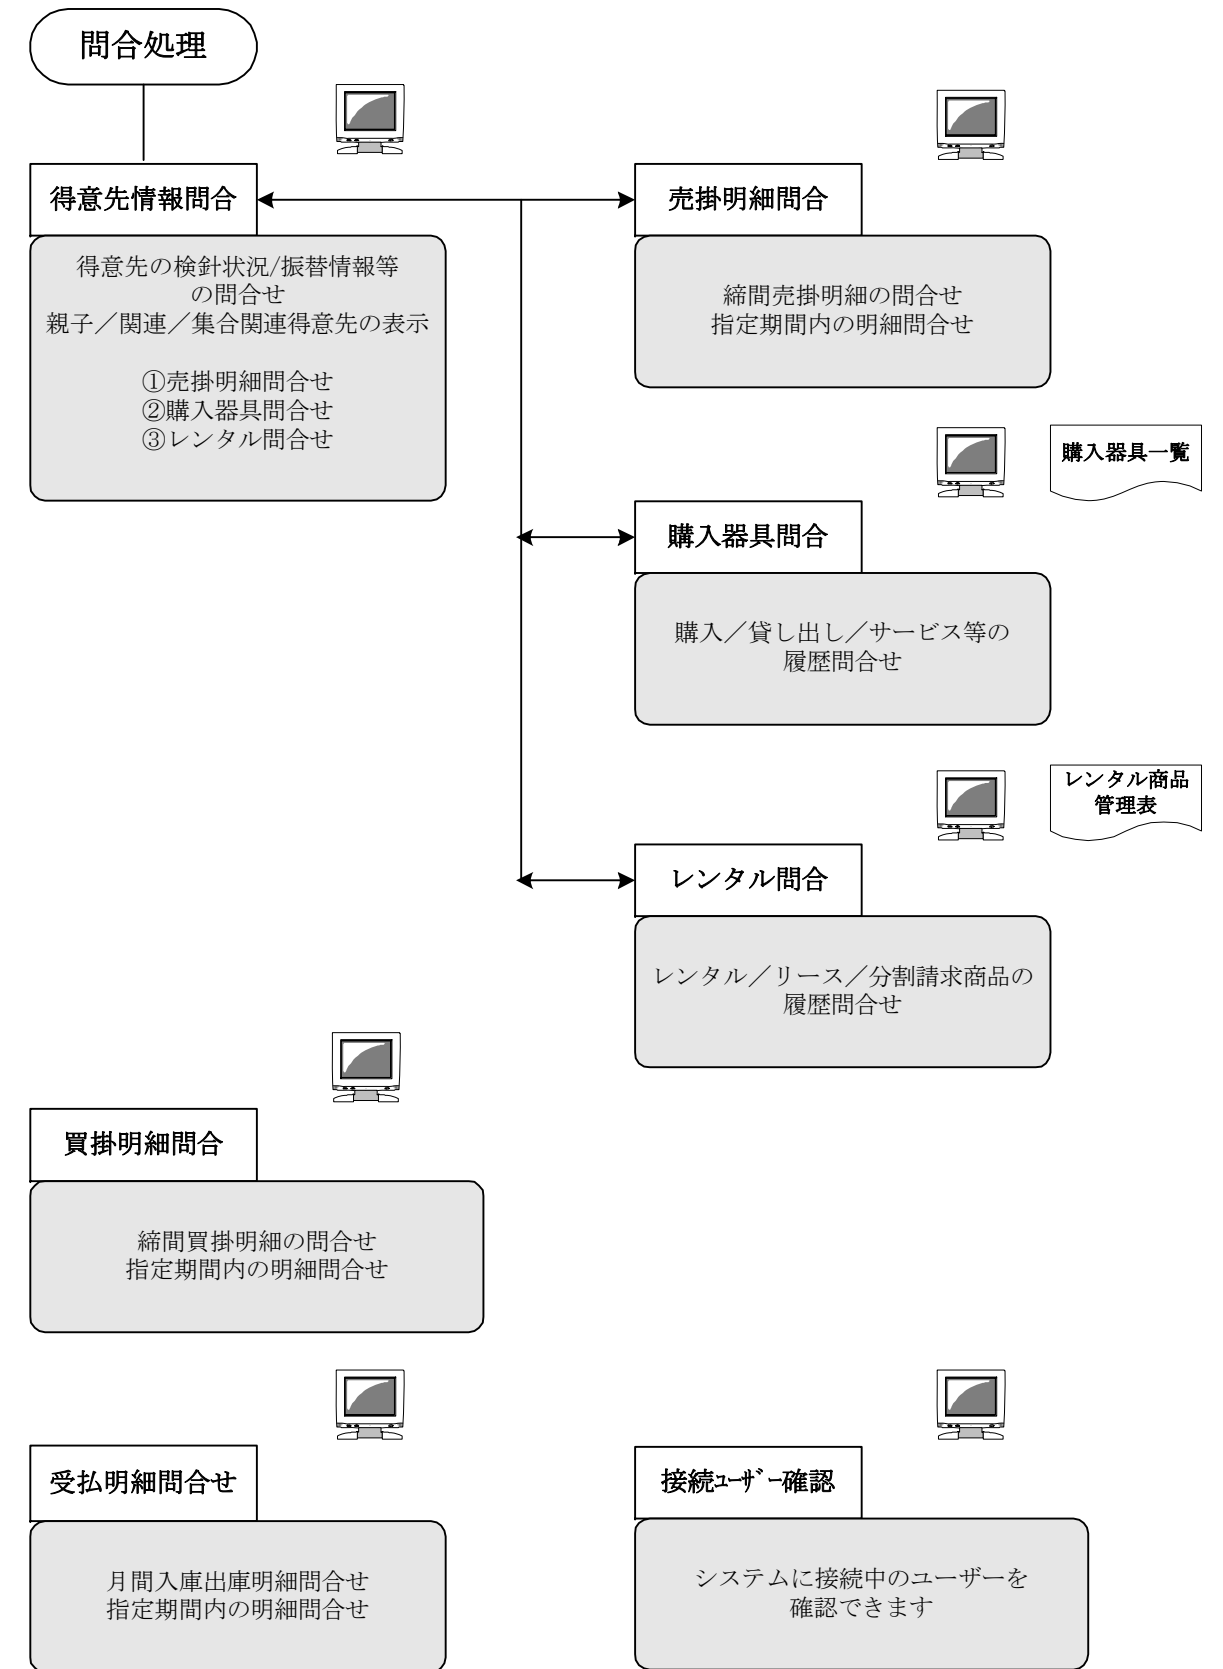 問合処理
得意先情報問合
得意先の検針状況/振替情報等
の問合せ
親子／関連／集合関連得意先の表示
①売掛明細問合せ
②購入器具問合せ
③レンタル問合せ
売掛明細問合
締間売掛明細の問合せ
指定期間内の明細問合せ
購入器具一覧
購入器具問合
購入／貸し出し／サービス等の
履歴問合せ
レンタル商品
管理表
レンタル問合
レンタル／リース／分割請求商品の
履歴問合せ
買掛明細問合
締間買掛明細の問合せ
指定期間内の明細問合せ
受払明細問合せ
月間入庫出庫明細問合せ
指定期間内の明細問合せ
接続ﾕｰｻﾞｰ確認
システムに接続中のユーザーを
確認できます